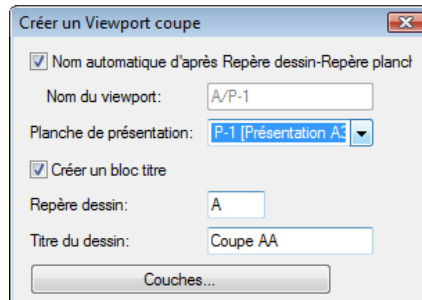 Créer un Viewport coupe
Nom automatique d'après Repère dessin-Repère planch
Nom du viewport: A/P-1
Planche de présentation: P-1 [Présentation A3
Créer un bloc titre
Repère dessin: A
Titre du dessin: Coupe AA
Couches...